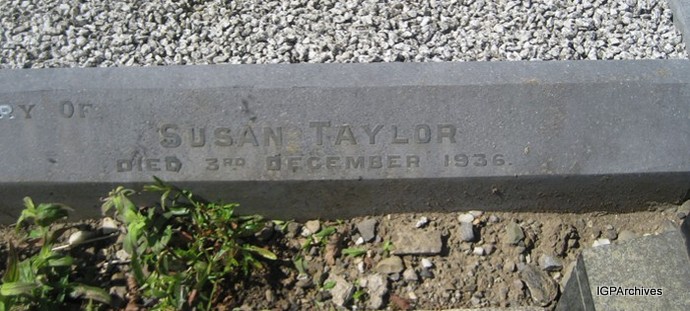 RY OF
SUSAN TAYLOR
DIED 3RD DECEMBER 1936.
IGPArchives